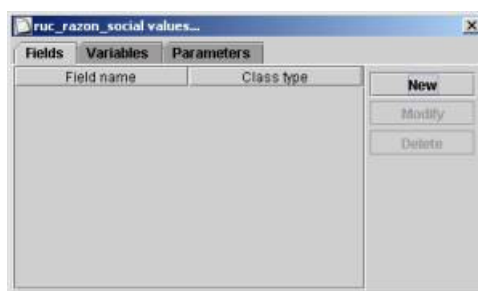 ruc_razon_social values...
Fields Variables Parameters
Field name Class type
New
Modify
Delete